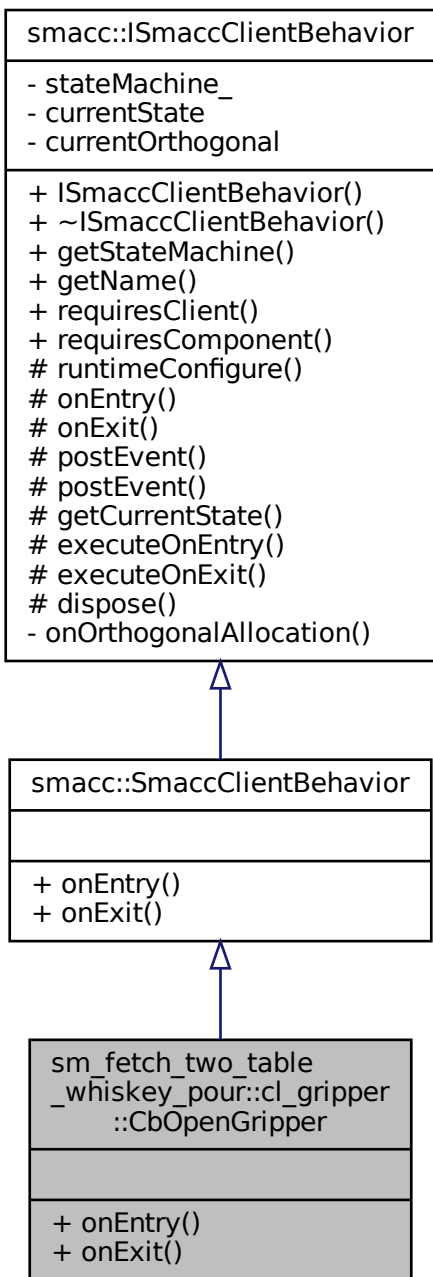 smacc::ISmaccClientBehavior
- stateMachine_
- currentState
- currentOrthogonal
+ ISmaccClientBehavior()
+ ~ISmaccClientBehavior()
+ getStateMachine()
+ getName()
+ requiresClient()
+ requiresComponent()
# runtimeConfigure()
# onEntry()
# onExit()
# postEvent()
# postEvent()
# getCurrentState()
# executeOnEntry()
# executeOnExit()
# dispose()
- onOrthogonalAllocation()
smacc::SmaccClientBehavior
+ onEntry()
+ onExit()
sm_fetch_two_table
_whiskey_pour::cl_gripper
::CbOpenGripper
+ onEntry()
+ onExit()